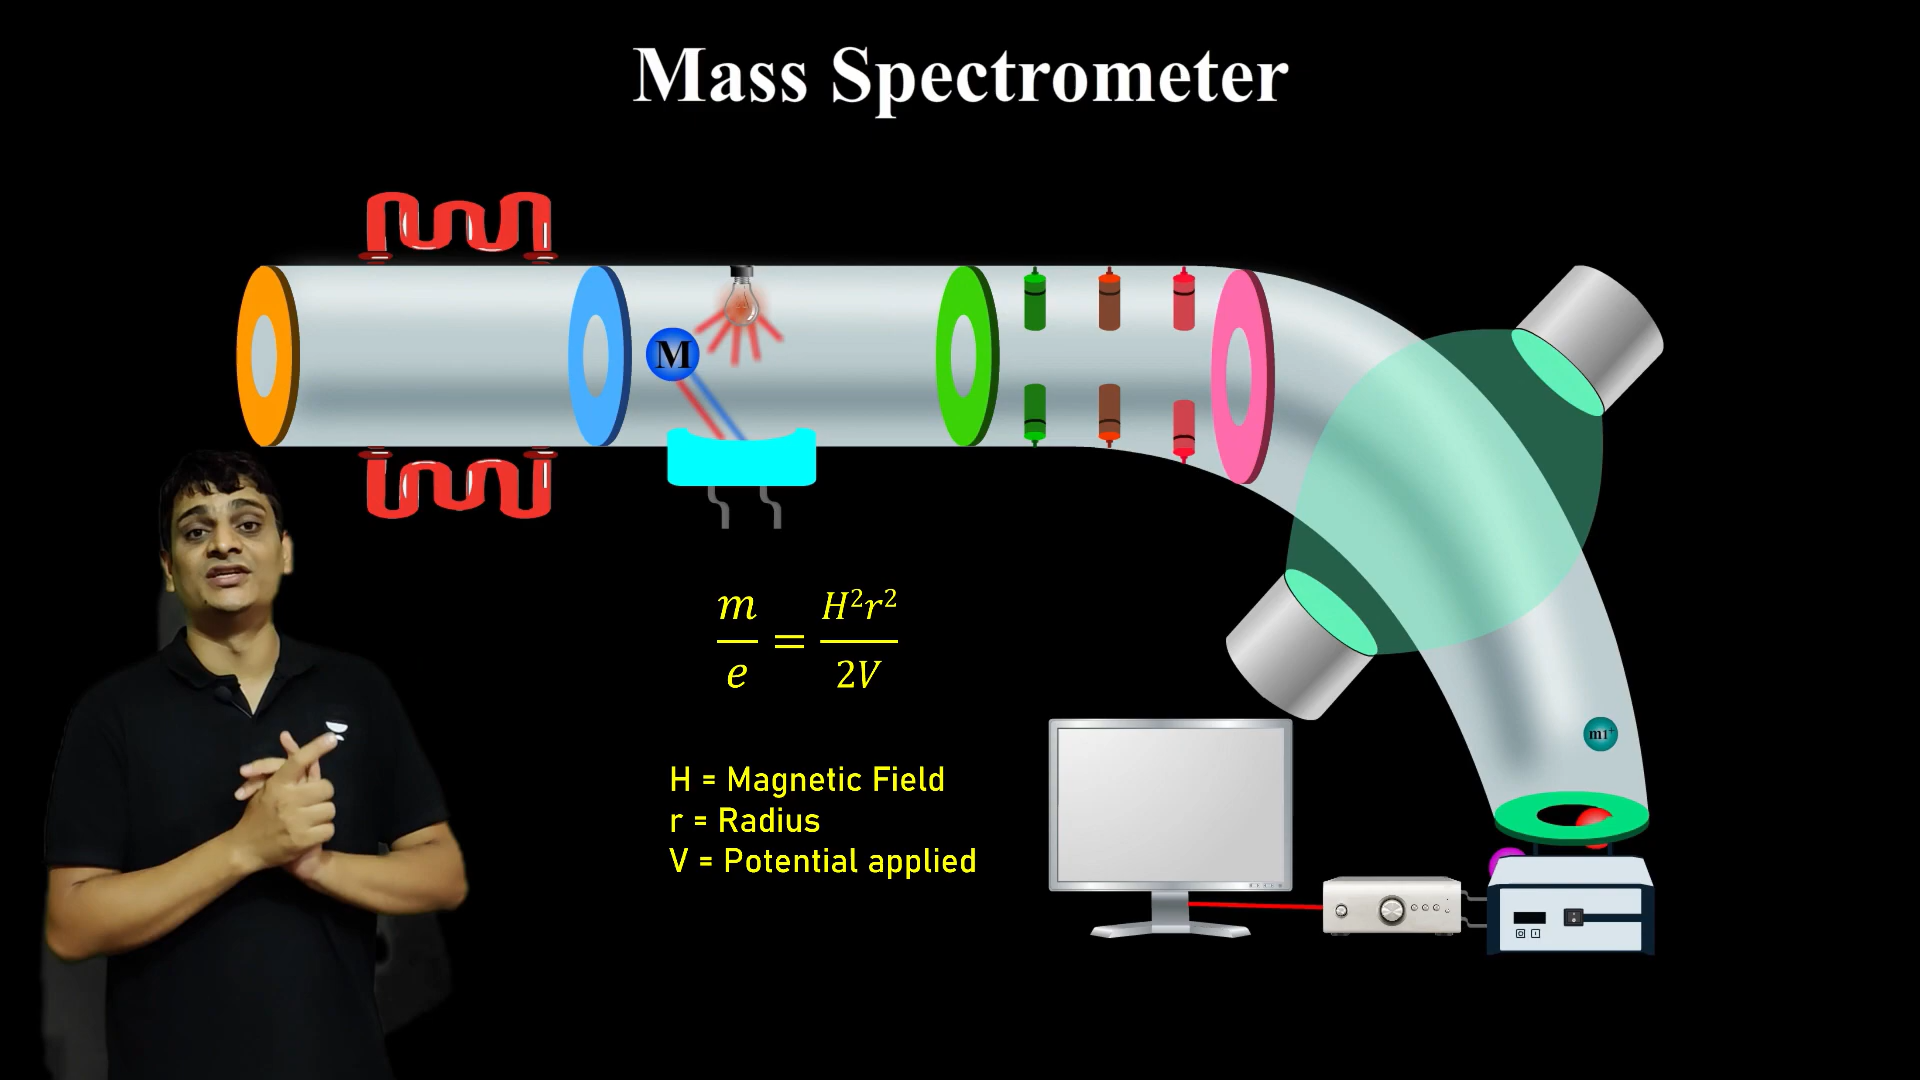 Mass Spectrometer
M
m/e = H²r²/2V
m1⁺
H = Magnetic Field
r = Radius
V = Potential applied